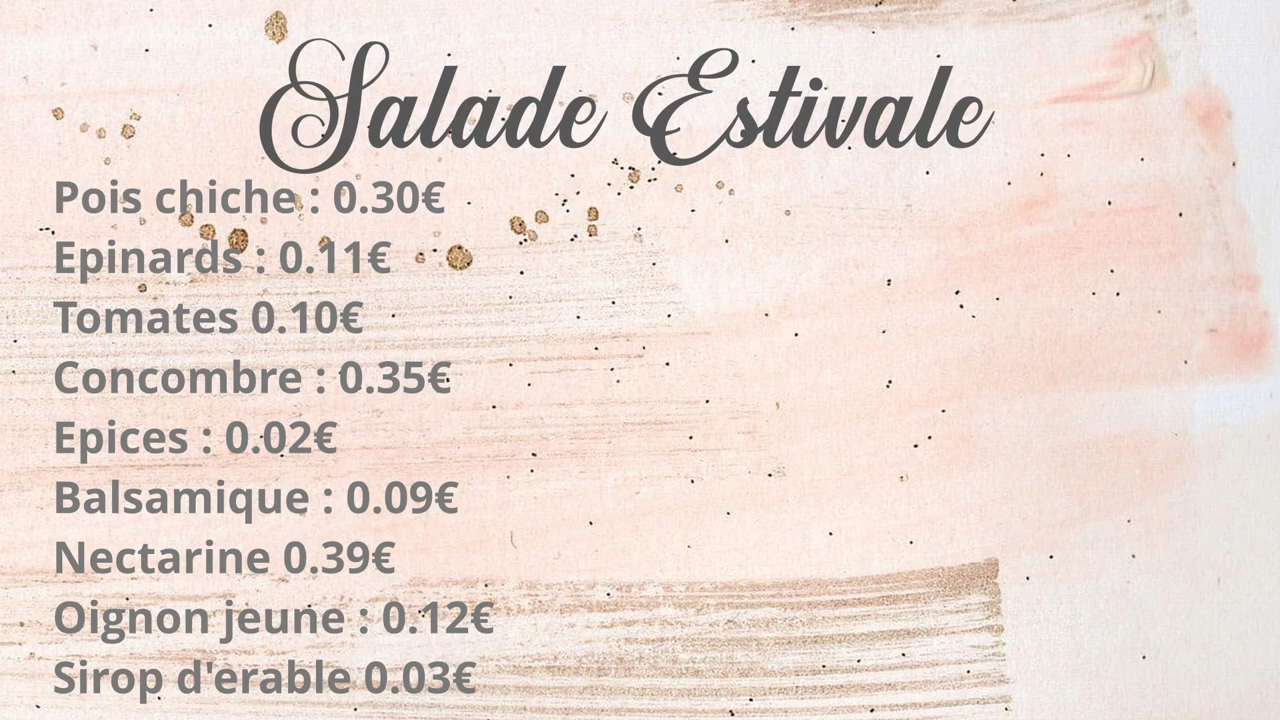 Salade Estivale
Pois chiche : 0.30€
Epinards : 0.11€
Tomates 0.10€
Concombre : 0.35€
Epices : 0.02€
Balsamique : 0.09€
Nectarine 0.39€
Oignon jeune : 0.12€
Sirop d'erable 0.03€